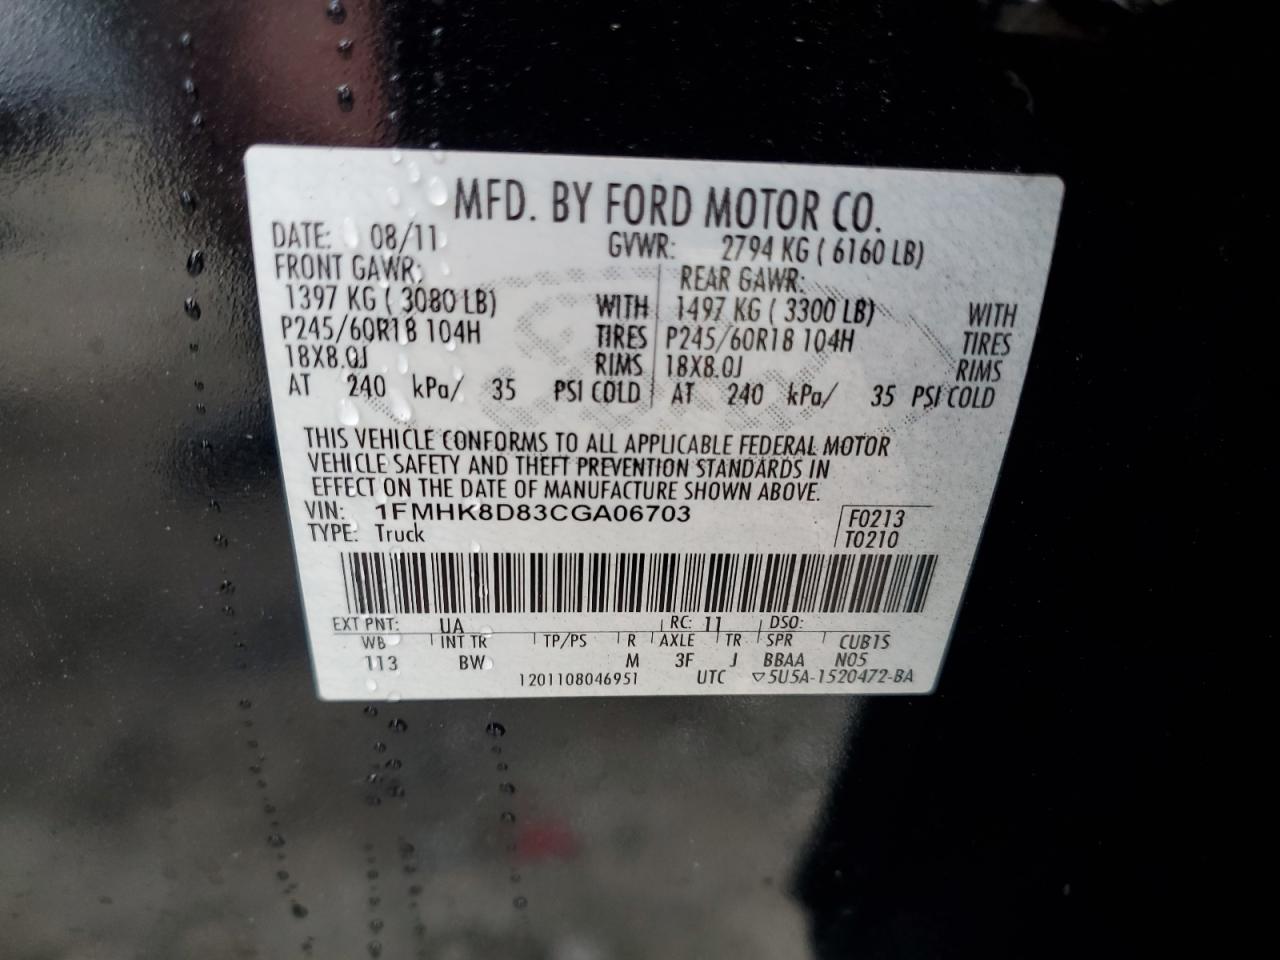 MFD. BY FORD MOTOR CO.
DATE: 08/11 GVWR: 2794 KG ( 6160 LB)
FRONT GAWR: REAR GAWR:
1397 KG ( 3080 LB) WITH 1497 KG ( 3300 LB) WITH
P245/60R18 104H TIRES P245/60R18 104H TIRES
18X8.0J RIMS 18X8.0J RIMS
AT 240 kPa/ 35 PSI COLD AT 240 kPa/ 35 PSI COLD
THIS VEHICLE CONFORMS TO ALL APPLICABLE FEDERAL MOTOR
VEHICLE SAFETY AND THEFT PREVENTION STANDARDS IN
EFFECT ON THE DATE OF MANUFACTURE SHOWN ABOVE.
VIN: 1FMHK8D83CGA06703 F0213
TYPE: Truck T0210
EXT PNT: UA RC: 11 DSO:
WB INT TR TP/PS R AXLE TR SPR CUBIS
113 BW M 3F J BBAA N05
1201108046951 UTC ▽5U5A-1520472-BA